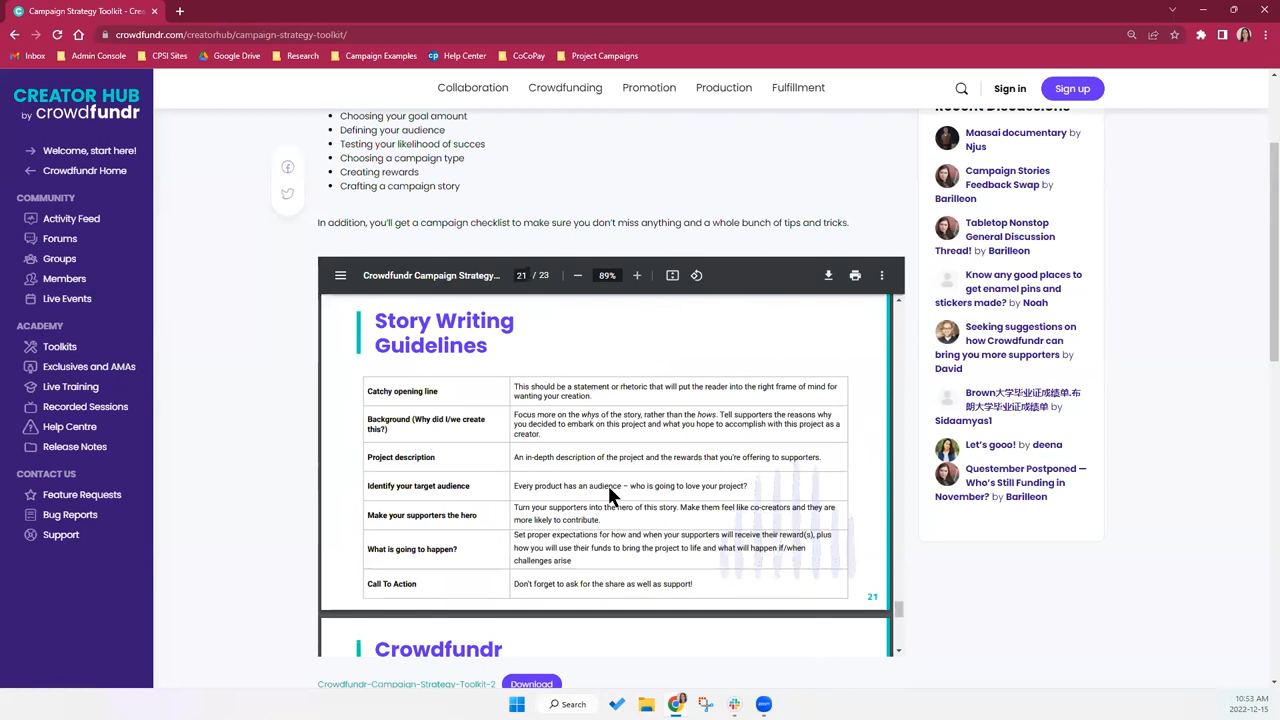 Campaign Strategy Toolkit - Crea
crowdfundr.com/creatorhub/campaign-strategy-toolkit/
Inbox
Admin Console
CPSI Sites
Google Drive
Research
Campaign Examples
cp Help Center
CoCoPay
Project Campaigns
CREATOR HUB
by crowdfundr
Welcome, start here!
Crowdfundr Home
COMMUNITY
Activity Feed
Forums
Groups
Members
Live Events
ACADEMY
Toolkits
Exclusives and AMAs
Live Training
Recorded Sessions
Help Centre
Release Notes
CONTACT US
Feature Requests
Bug Reports
Support
Collaboration
Crowdfunding
Promotion
Production
Fulfillment
Sign in
Sign up
Choosing your goal amount
Defining your audience
Testing your likelihood of succes
Choosing a campaign type
Creating rewards
Crafting a campaign story
In addition, you'll get a campaign checklist to make sure you don't miss anything and a whole bunch of tips and tricks.
Crowdfundr Campaign Strategy...
21 / 23
89%
Story Writing
Guidelines
Catchy opening line
This should be a statement or rhetoric that will put the reader into the right frame of mind for
wanting your creation.
Background (Why did I/we create
this?)
Focus more on the whys of the story, rather than the hows. Tell supporters the reasons why
you decided to embark on this project and what you hope to accomplish with this project as a
creator.
Project description
An in-depth description of the project and the rewards that you're offering to supporters.
Identify your target audience
Every product has an audience – who is going to love your project?
Make your supporters the hero
Turn your supporters into the hero of this story. Make them feel like co-creators and they are
more likely to contribute.
What is going to happen?
Set proper expectations for how and when your supporters will receive their reward(s), plus
how you will use their funds to bring the project to life and what will happen if/when
challenges arise
Call To Action
Don't forget to ask for the share as well as support!
21
Crowdfundr
Crowdfundr-Campaign-Strategy-Toolkit-2
Download
Recent Discussions
Maasai documentary by
Njus
Campaign Stories
Feedback Swap by
Barilleon
Tabletop Nonstop
General Discussion
Thread! by Barilleon
Know any good places to
get enamel pins and
stickers made? by Noah
Seeking suggestions on
how Crowdfundr can
bring you more supporters by
David
Brown大学毕业证成绩单.布
朗大学毕业证成绩单 by
Sidaamyas1
Let's gooo! by deena
Questember Postponed —
Who's Still Funding in
November? by Barilleon
Search
zoom
10:53 AM
2022-12-15